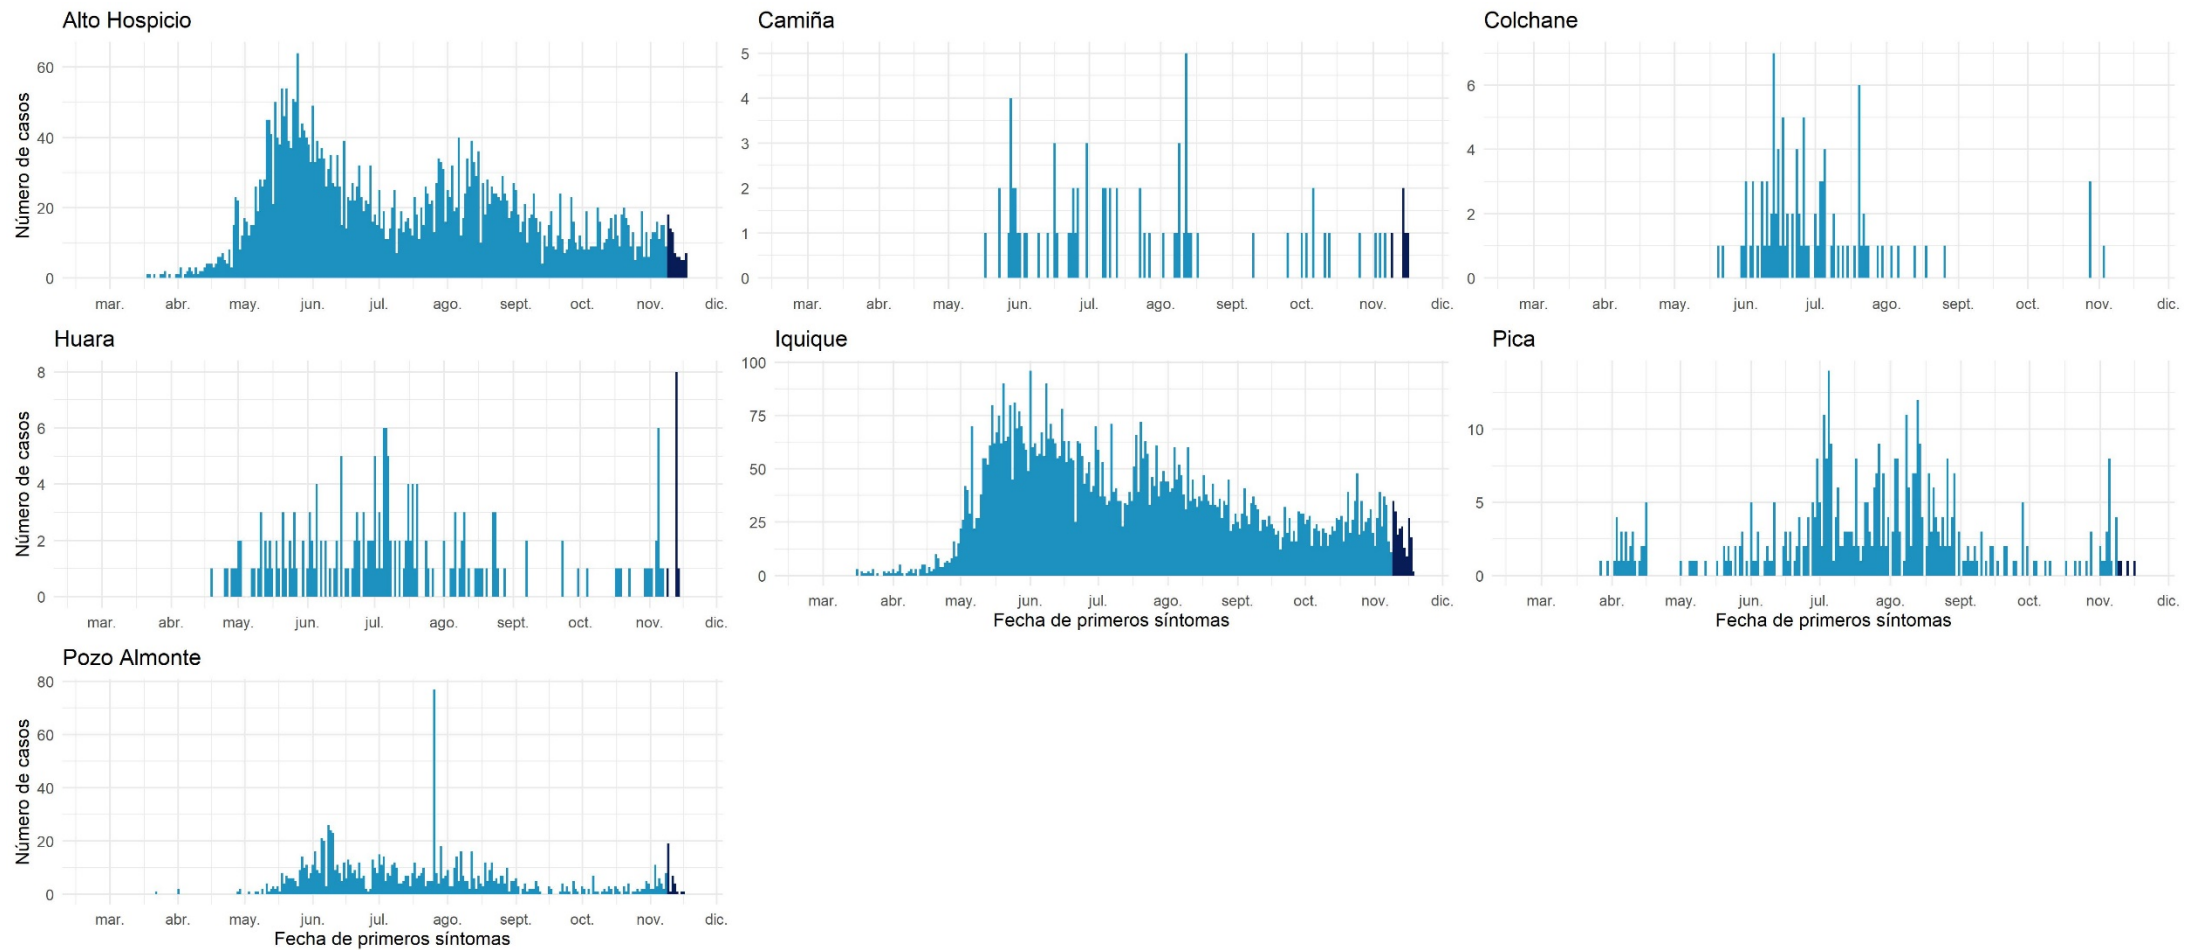 Alto Hospicio
Número de casos
60
40
20
0
mar. abr. may. jun. jul. ago. sept. oct. nov. dic.
Camiña
5
4
3
2
1
0
mar. abr. may. jun. jul. ago. sept. oct. nov. dic.
Colchane
6
4
2
0
mar. abr. may. jun. jul. ago. sept. oct. nov. dic.
Huara
Número de casos
8
6
4
2
0
mar. abr. may. jun. jul. ago. sept. oct. nov. dic.
Iquique
100
75
50
25
0
mar. abr. may. jun. jul. ago. sept. oct. nov. dic.
Fecha de primeros síntomas
Pica
10
5
0
mar. abr. may. jun. jul. ago. sept. oct. nov. dic.
Fecha de primeros síntomas
Pozo Almonte
Número de casos
80
60
40
20
0
mar. abr. may. jun. jul. ago. sept. oct. nov. dic.
Fecha de primeros síntomas